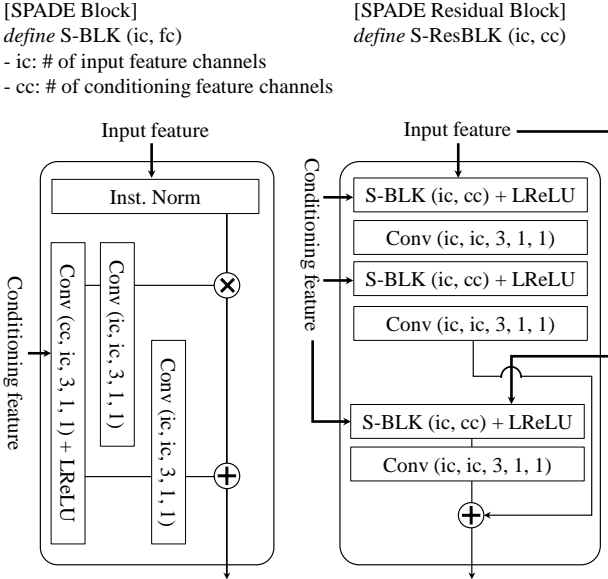 [SPADE Block]
define S-BLK (ic, fc)
- ic: # of input feature channels
- cc: # of conditioning feature channels
Input feature
Inst. Norm
Conditioning feature
Conv (cc, ic, 3, 1, 1) + LReLU
Conv (ic, ic, 3, 1, 1)
Conv (ic, ic, 3, 1, 1)
[SPADE Residual Block]
define S-ResBLK (ic, cc)
Input feature
Conditioning feature
S-BLK (ic, cc) + LReLU
Conv (ic, ic, 3, 1, 1)
S-BLK (ic, cc) + LReLU
Conv (ic, ic, 3, 1, 1)
S-BLK (ic, cc) + LReLU
Conv (ic, ic, 3, 1, 1)